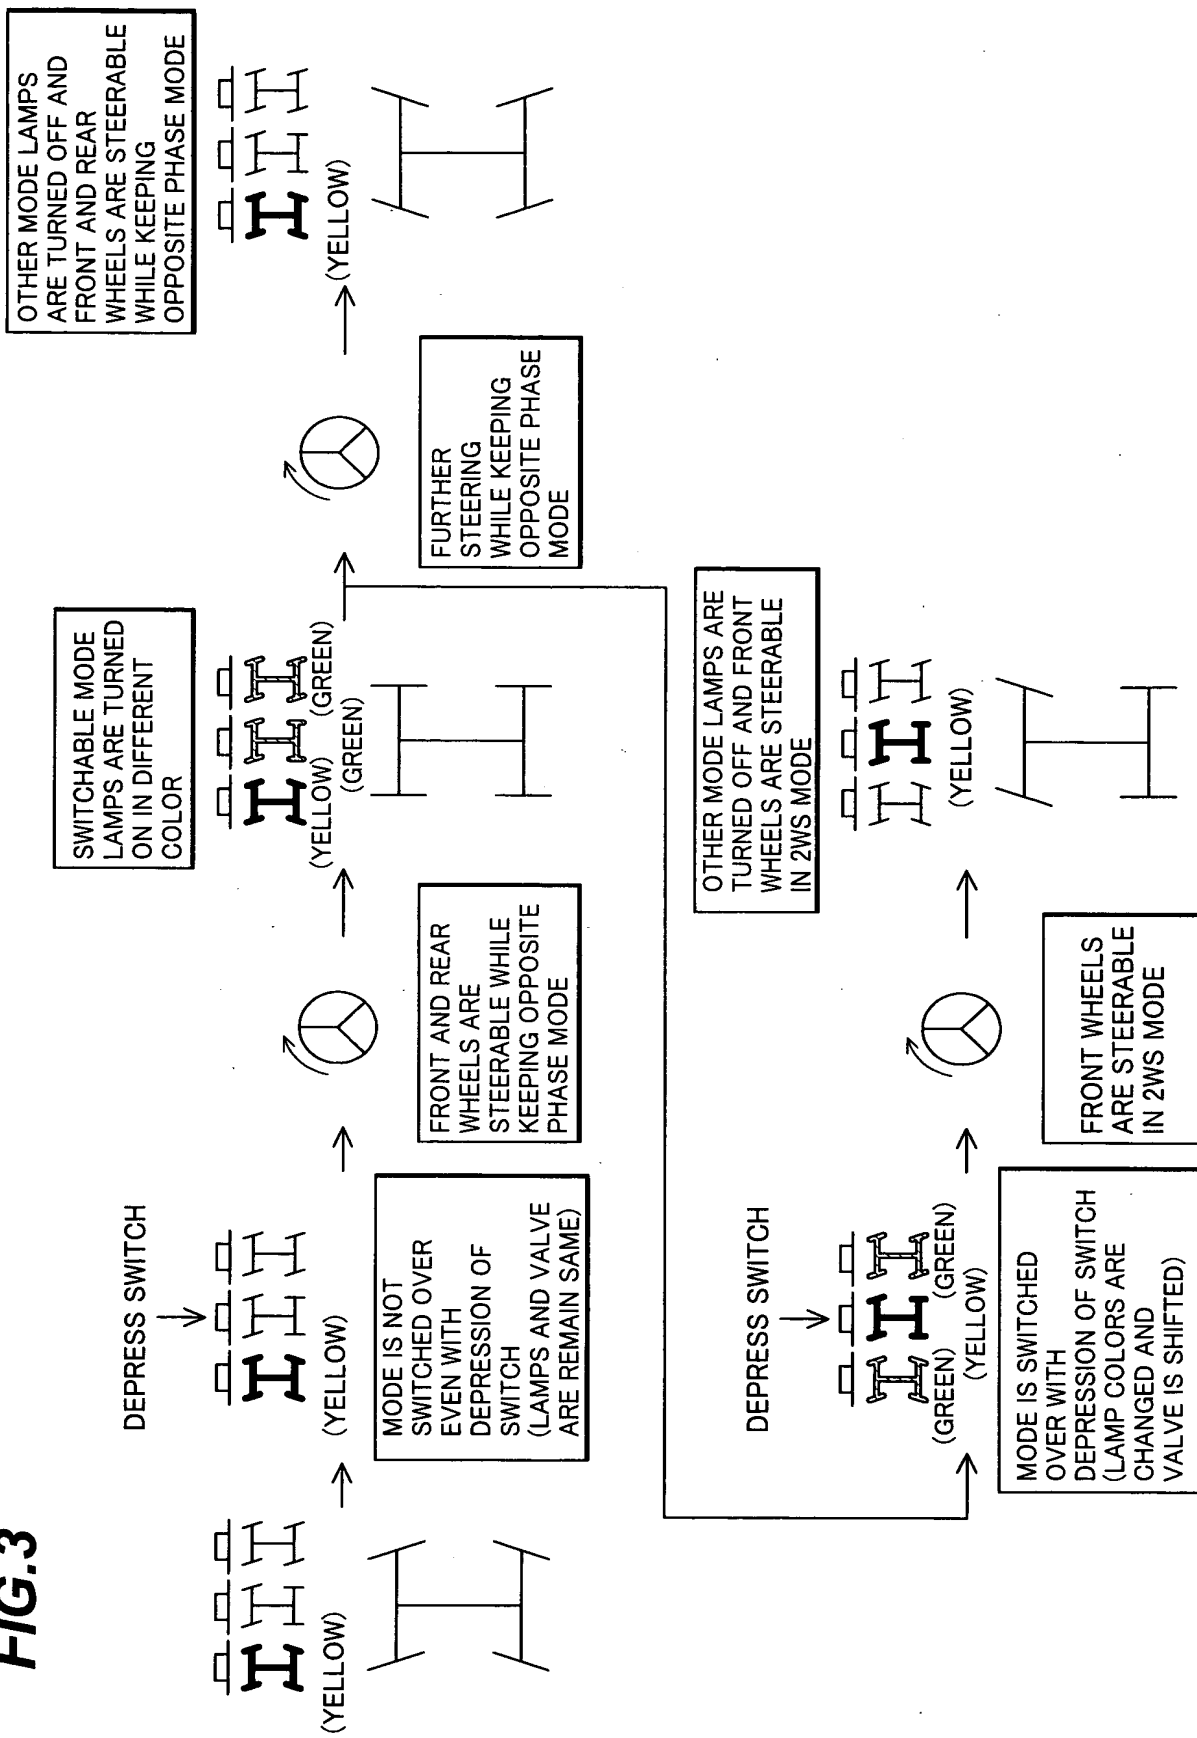 FIG.3
(YELLOW)
DEPRESS SWITCH
(YELLOW)
MODE IS NOT
SWITCHED OVER
EVEN WITH
DEPRESSION OF
SWITCH
(LAMPS AND VALVE
ARE REMAIN SAME)
FRONT AND REAR
WHEELS ARE
STEERABLE WHILE
KEEPING OPPOSITE
PHASE MODE
SWITCHABLE MODE
LAMPS ARE TURNED
ON IN DIFFERENT
COLOR
(YELLOW) (GREEN)
(GREEN)
FURTHER
STEERING
WHILE KEEPING
OPPOSITE PHASE
MODE
OTHER MODE LAMPS
ARE TURNED OFF AND
FRONT AND REAR
WHEELS ARE STEERABLE
WHILE KEEPING
OPPOSITE PHASE MODE
(YELLOW)
DEPRESS SWITCH
(GREEN) (GREEN)
(YELLOW)
MODE IS SWITCHED
OVER WITH
DEPRESSION OF SWITCH
(LAMP COLORS ARE
CHANGED AND
VALVE IS SHIFTED)
FRONT WHEELS
ARE STEERABLE
IN 2WS MODE
OTHER MODE LAMPS ARE
TURNED OFF AND FRONT
WHEELS ARE STEERABLE
IN 2WS MODE
(YELLOW)